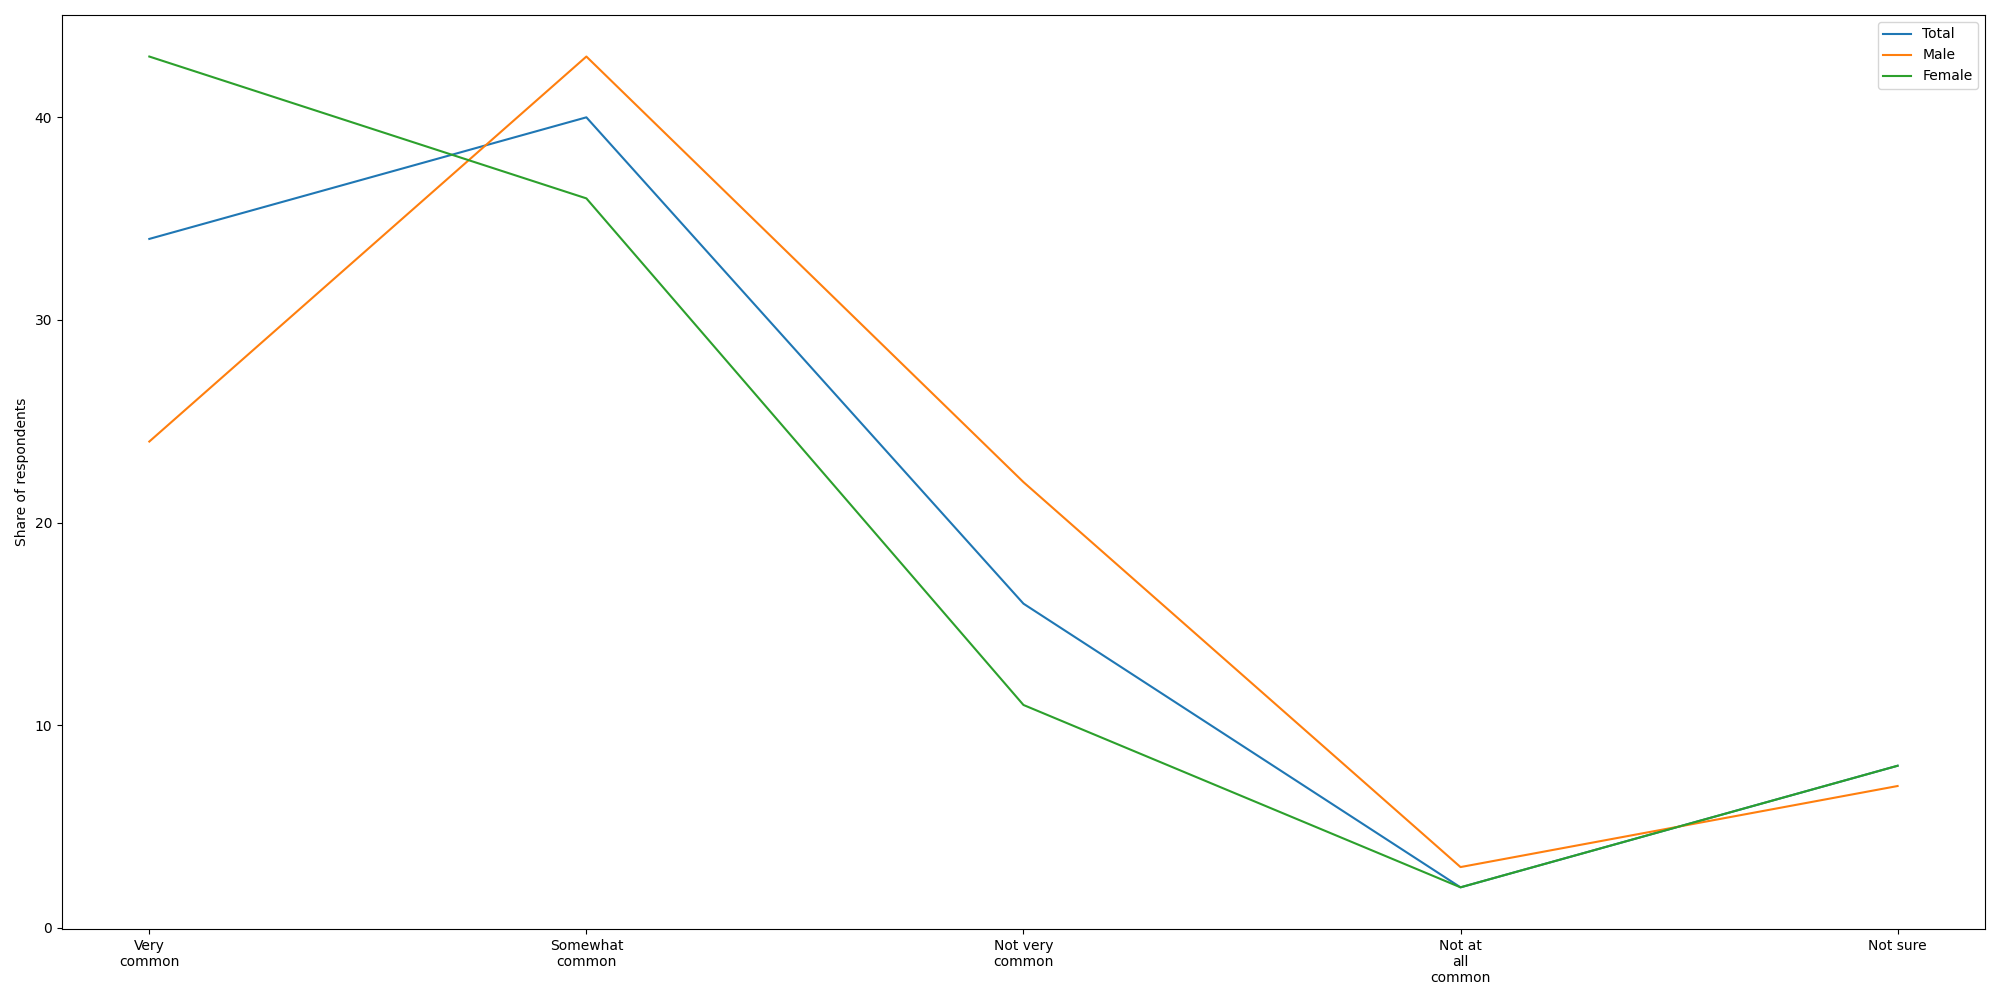 Total
Male
Female
Share of respondents
40
30
20
10
0
Very
common
Somewhat
common
Not very
common
Not at
all
common
Not sure